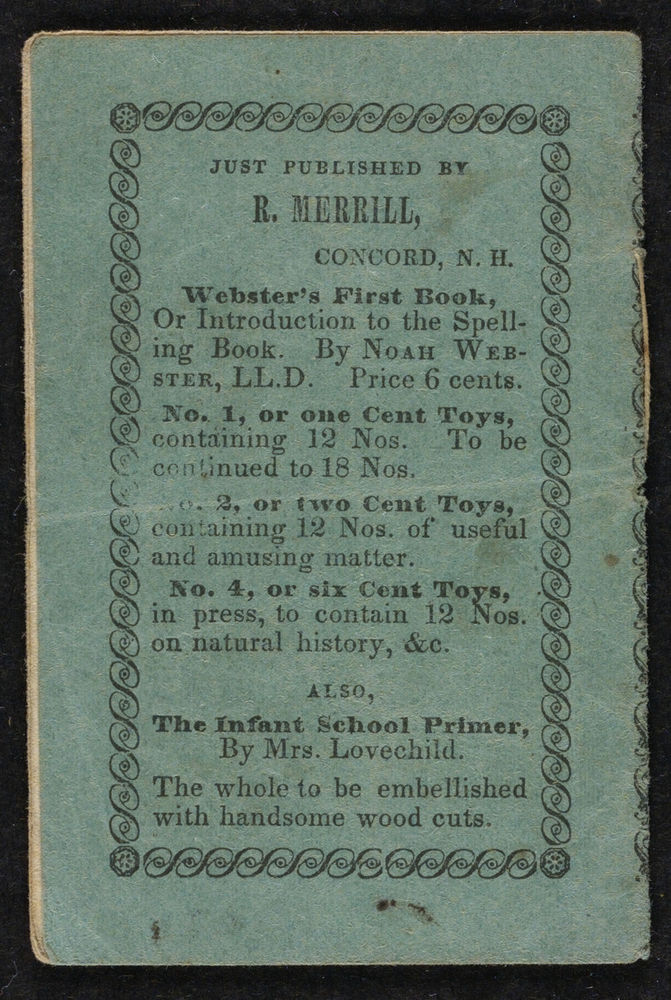 JUST PUBLISHED BY
R. MERRILL,
CONCORD, N. H.
Webster's First Book,
Or Introduction to the Spell-
ing Book. By NOAH WEB-
STER, LL.D. Price 6 cents.
No. 1, or one Cent Toys,
containing 12 Nos. To be
continued to 18 Nos.
o. 2, or two Cent Toys,
containing 12 Nos. of useful
and amusing matter.
No. 4, or six Cent Toys,
in press, to contain 12 Nos.
on natural history, &c.
ALSO,
The Infant School Primer,
By Mrs. Lovechild.
The whole to be embellished
with handsome wood cuts.